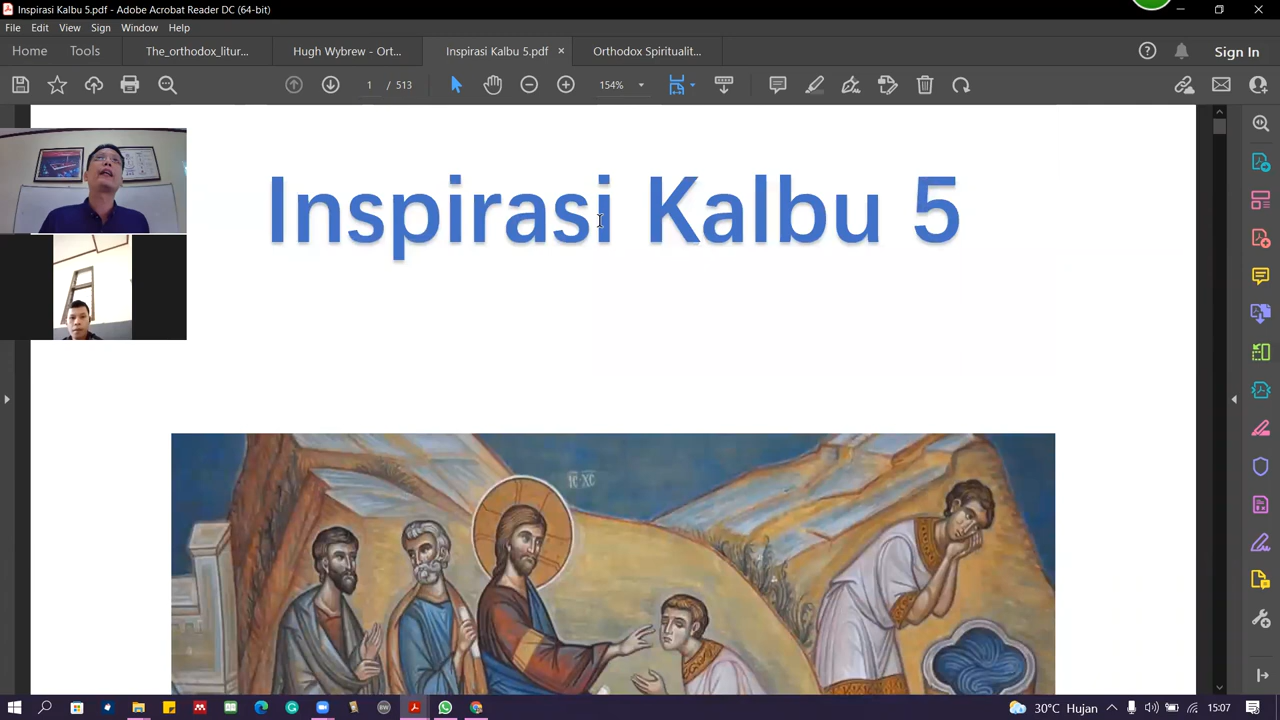 Inspirasi Kalbu 5.pdf - Adobe Acrobat Reader DC (64-bit)
File Edit View Sign Window Help
Home Tools The_orthodox_litur... Hugh Wybrew - Ort... Inspirasi Kalbu 5.pdf × Orthodox Spiritualit... Sign In
1 / 513 154%
Inspirasi Kalbu 5
IC XC
30°C Hujan 15:07